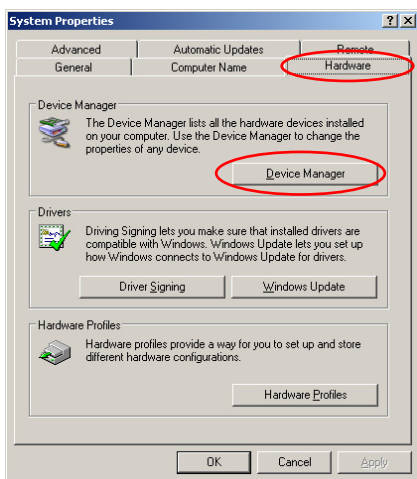 System Properties
Advanced
Automatic Updates
Remote
General
Computer Name
Hardware
Device Manager
The Device Manager lists all the hardware devices installed
on your computer. Use the Device Manager to change the
properties of any device.
Device Manager
Drivers
Driving Signing lets you make sure that installed drivers are
compatible with Windows. Windows Update lets you set up
how Windows connects to Windows Update for drivers.
Driver Signing
Windows Update
Hardware Profiles
Hardware profiles provide a way for you to set up and store
different hardware configurations.
Hardware Profiles
OK
Cancel
Apply